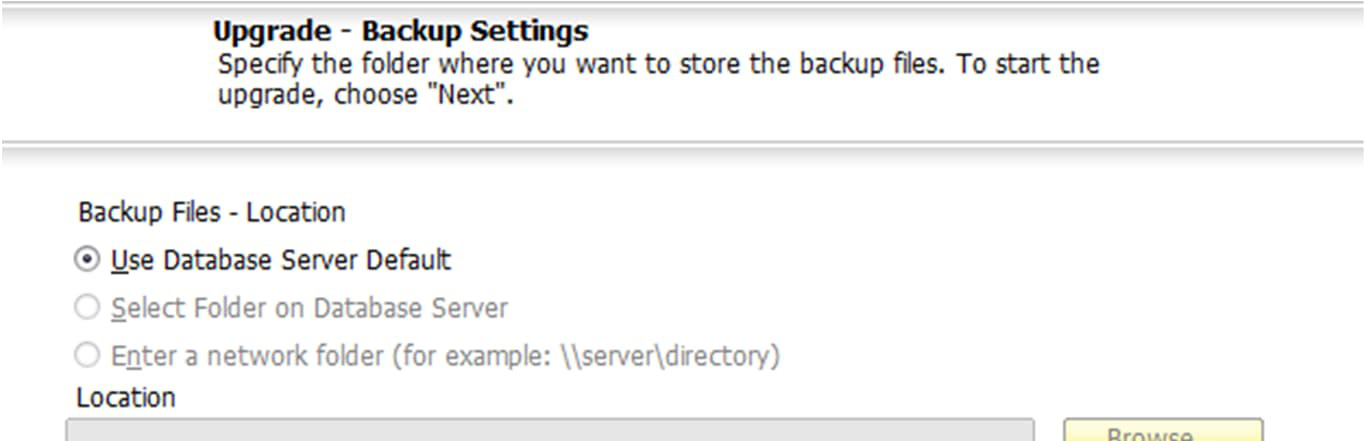 Upgrade - Backup Settings
Specify the folder where you want to store the backup files. To start the
upgrade, choose "Next".
Backup Files - Location
Use Database Server Default
Select Folder on Database Server
Enter a network folder (for example: \\server\directory)
Location
Browse